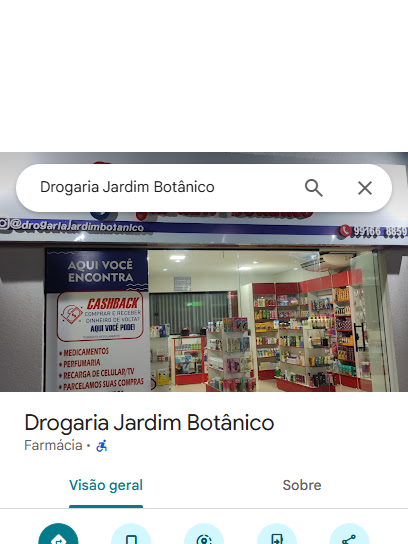 Drogaria Jardim Botânico
@drogariajardimbotanico
99166 8859
AQUI VOCÊ
ENCONTRA
CASHBACK
COMPRAR E RECEBER
DINHEIRO DE VOLTA?
AQUI VOCÊ PODE!
• MEDICAMENTOS
• PERFUMARIA
• RECARGA DE CELULAR/TV
• PARCELAMOS SUAS COMPRAS
Drogaria Jardim Botânico
Farmácia •
Visão geral
Sobre